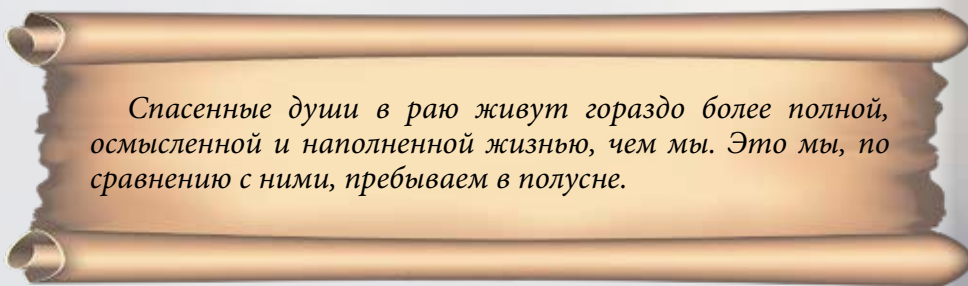 Спасенные души в раю живут гораздо более полной,
осмысленной и наполненной жизнью, чем мы. Это мы, по
сравнению с ними, пребываем в полусне.